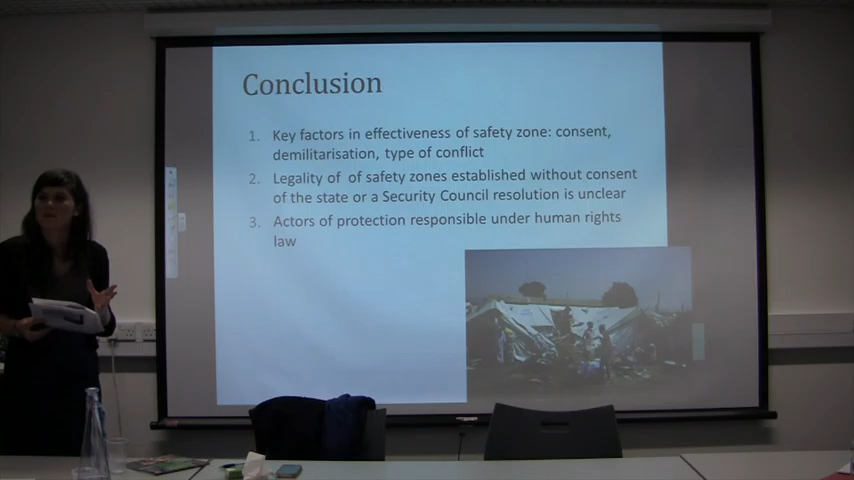 Conclusion
1. Key factors in effectiveness of safety zone: consent,
demilitarisation, type of conflict
2. Legality of of safety zones established without consent
of the state or a Security Council resolution is unclear
3. Actors of protection responsible under human rights
law